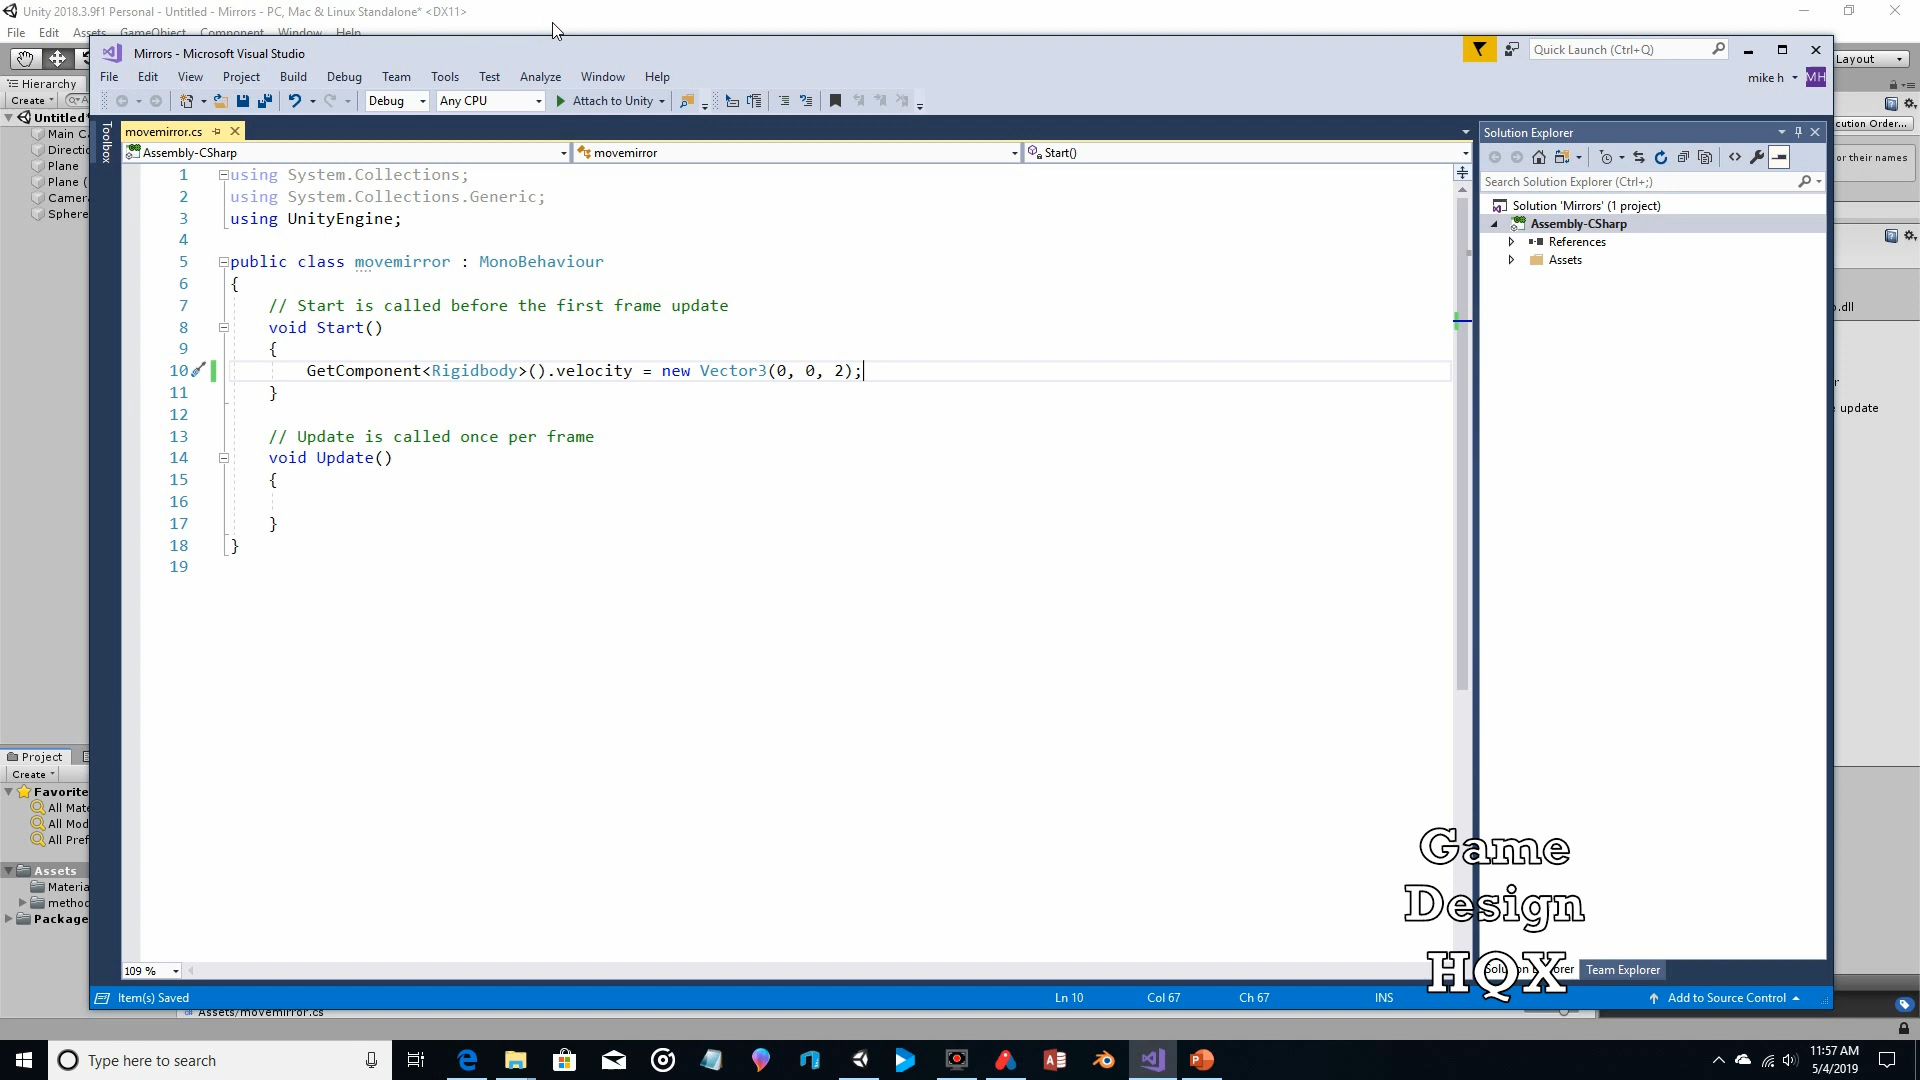 Unity 2018.3.9f1 Personal - Untitled - Mirrors - PC, Mac & Linux Standalone* <DX11>
File Edit Assets GameObject Component Window Help
Layout
Mirrors - Microsoft Visual Studio
Quick Launch (Ctrl+Q)
File Edit View Project Build Debug Team Tools Test Analyze Window Help
mike h MH
Debug Any CPU Attach to Unity
Hierarchy
Create
Untitled*
Main C
Directio
Plane
Plane (
Camer
Sphere
Toolbox
movemirror.cs
Assembly-CSharp movemirror Start()
1 using System.Collections;
2 using System.Collections.Generic;
3 using UnityEngine;
4
5 public class movemirror : MonoBehaviour
6 {
7 // Start is called before the first frame update
8 void Start()
9 {
10 GetComponent<Rigidbody>().velocity = new Vector3(0, 0, 2);
11 }
12
13 // Update is called once per frame
14 void Update()
15 {
16
17 }
18 }
19
Solution Explorer
Search Solution Explorer (Ctrl+;)
Solution 'Mirrors' (1 project)
Assembly-CSharp
References
Assets
cution Order...
or their names
.dll
update
Project
Create
Favorite
All Mate
All Mod
All Pref
Assets
Materia
metho
Package
Game
Design
HQX
109 %
Team Explorer
Item(s) Saved Ln 10 Col 67 Ch 67 INS Add to Source Control
Assets/movemirror.cs
Type here to search
11:57 AM
5/4/2019